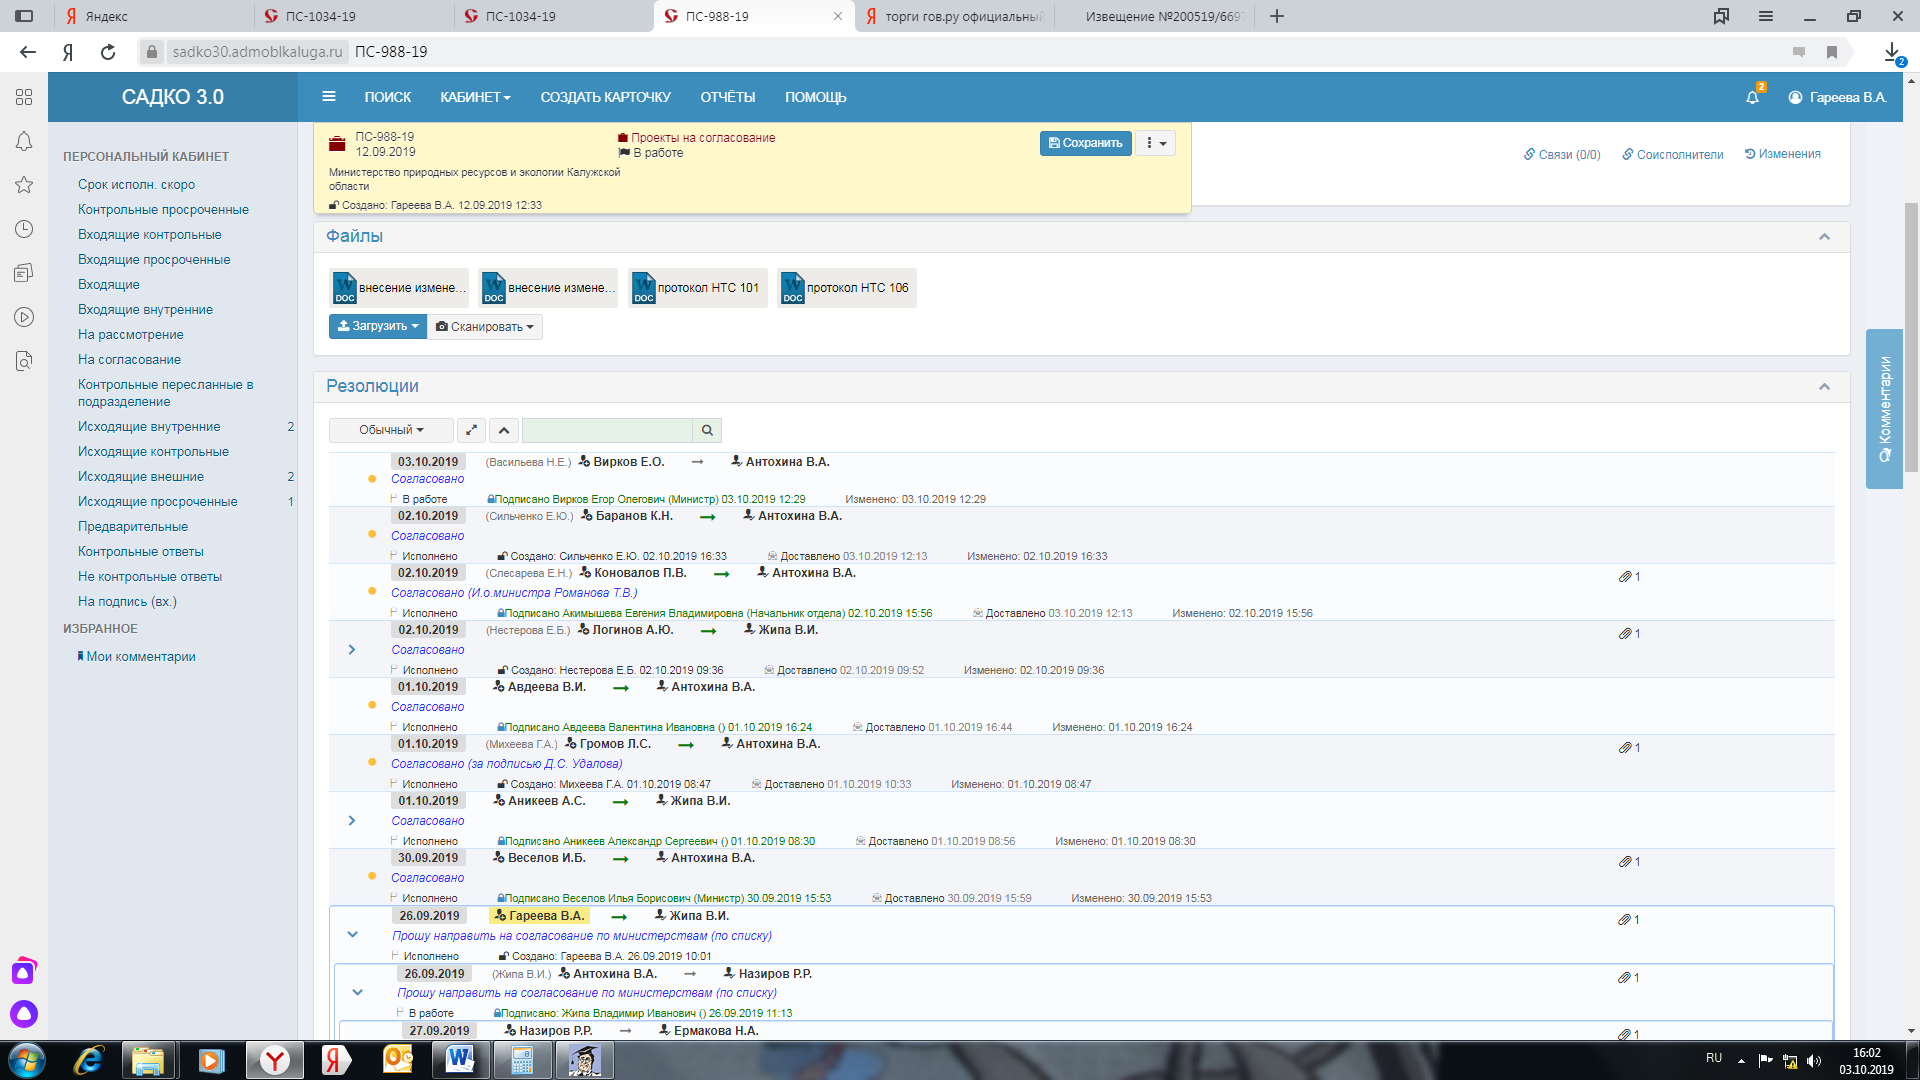 Яндекс
ПС-1034-19
ПС-1034-19
ПС-988-19
торги гов.ру официальный
Извещение №200519/669
sadko30.admoblkaluga.ru ПС-988-19
2
САДКО 3.0
ПОИСК КАБИНЕТ СОЗДАТЬ КАРТОЧКУ ОТЧЁТЫ ПОМОЩЬ
2
Гареева В.А.
ПЕРСОНАЛЬНЫЙ КАБИНЕТ
Срок исполн. скоро
Контрольные просроченные
Входящие контрольные
Входящие просроченные
Входящие
Входящие внутренние
На рассмотрение
На согласование
Контрольные пересланные в
подразделение
Исходящие внутренние 2
Исходящие контрольные
Исходящие внешние 2
Исходящие просроченные 1
Предварительные
Контрольные ответы
Не контрольные ответы
На подпись (вх.)
ИЗБРАННОЕ
Мои комментарии
ПС-988-19
12.09.2019
Проекты на согласование
В работе
Сохранить
Министерство природных ресурсов и экологии Калужской
области
Создано: Гареева В.А. 12.09.2019 12:33
Связи (0/0) Соисполнители Изменения
Файлы
DOC внесение измене...
DOC внесение измене...
DOC протокол НТС 101
DOC протокол НТС 106
Загрузить Сканировать
Резолюции
Обычный
Комментарии
03.10.2019 (Васильева Н.Е.) Вирков Е.О. → Антохина В.А.
Согласовано
В работе Подписано Вирков Егор Олегович (Министр) 03.10.2019 12:29 Изменено: 03.10.2019 12:29
02.10.2019 (Сильченко Е.Ю.) Баранов К.Н. → Антохина В.А.
Согласовано
Исполнено Создано: Сильченко Е.Ю. 02.10.2019 16:33 Доставлено 03.10.2019 12:13 Изменено: 02.10.2019 16:33
02.10.2019 (Слесарева Е.Н.) Коновалов П.В. → Антохина В.А. 1
Согласовано (И.о.министра Романова Т.В.)
Исполнено Подписано Акимышева Евгения Владимировна (Начальник отдела) 02.10.2019 15:56 Доставлено 03.10.2019 12:13 Изменено: 02.10.2019 15:56
02.10.2019 (Нестерова Е.Б.) Логинов А.Ю. → Жипа В.И. 1
Согласовано
Исполнено Создано: Нестерова Е.Б. 02.10.2019 09:36 Доставлено 02.10.2019 09:52 Изменено: 02.10.2019 09:36
01.10.2019 Авдеева В.И. → Антохина В.А.
Согласовано
Исполнено Подписано Авдеева Валентина Ивановна () 01.10.2019 16:24 Доставлено 01.10.2019 16:44 Изменено: 01.10.2019 16:24
01.10.2019 (Михеева Г.А.) Громов Л.С. → Антохина В.А. 1
Согласовано (за подписью Д.С. Удалова)
Исполнено Создано: Михеева Г.А. 01.10.2019 08:47 Доставлено 01.10.2019 10:33 Изменено: 01.10.2019 08:47
01.10.2019 Аникеев А.С. → Жипа В.И.
Согласовано
Исполнено Подписано Аникеев Александр Сергеевич () 01.10.2019 08:30 Доставлено 01.10.2019 08:56 Изменено: 01.10.2019 08:30
30.09.2019 Веселов И.Б. → Антохина В.А. 1
Согласовано
Исполнено Подписано Веселов Илья Борисович (Министр) 30.09.2019 15:53 Доставлено 30.09.2019 15:59 Изменено: 30.09.2019 15:53
26.09.2019 Гареева В.А. → Жипа В.И. 1
Прошу направить на согласование по министерствам (по списку)
Исполнено Создано: Гареева В.А. 26.09.2019 10:01
26.09.2019 (Жипа В.И.) Антохина В.А. → Назиров Р.Р. 1
Прошу направить на согласование по министерствам (по списку)
В работе Подписано: Жипа Владимир Иванович () 26.09.2019 11:13
27.09.2019 Назиров Р.Р. → Ермакова Н.А. 1
RU
16:02
03.10.2019